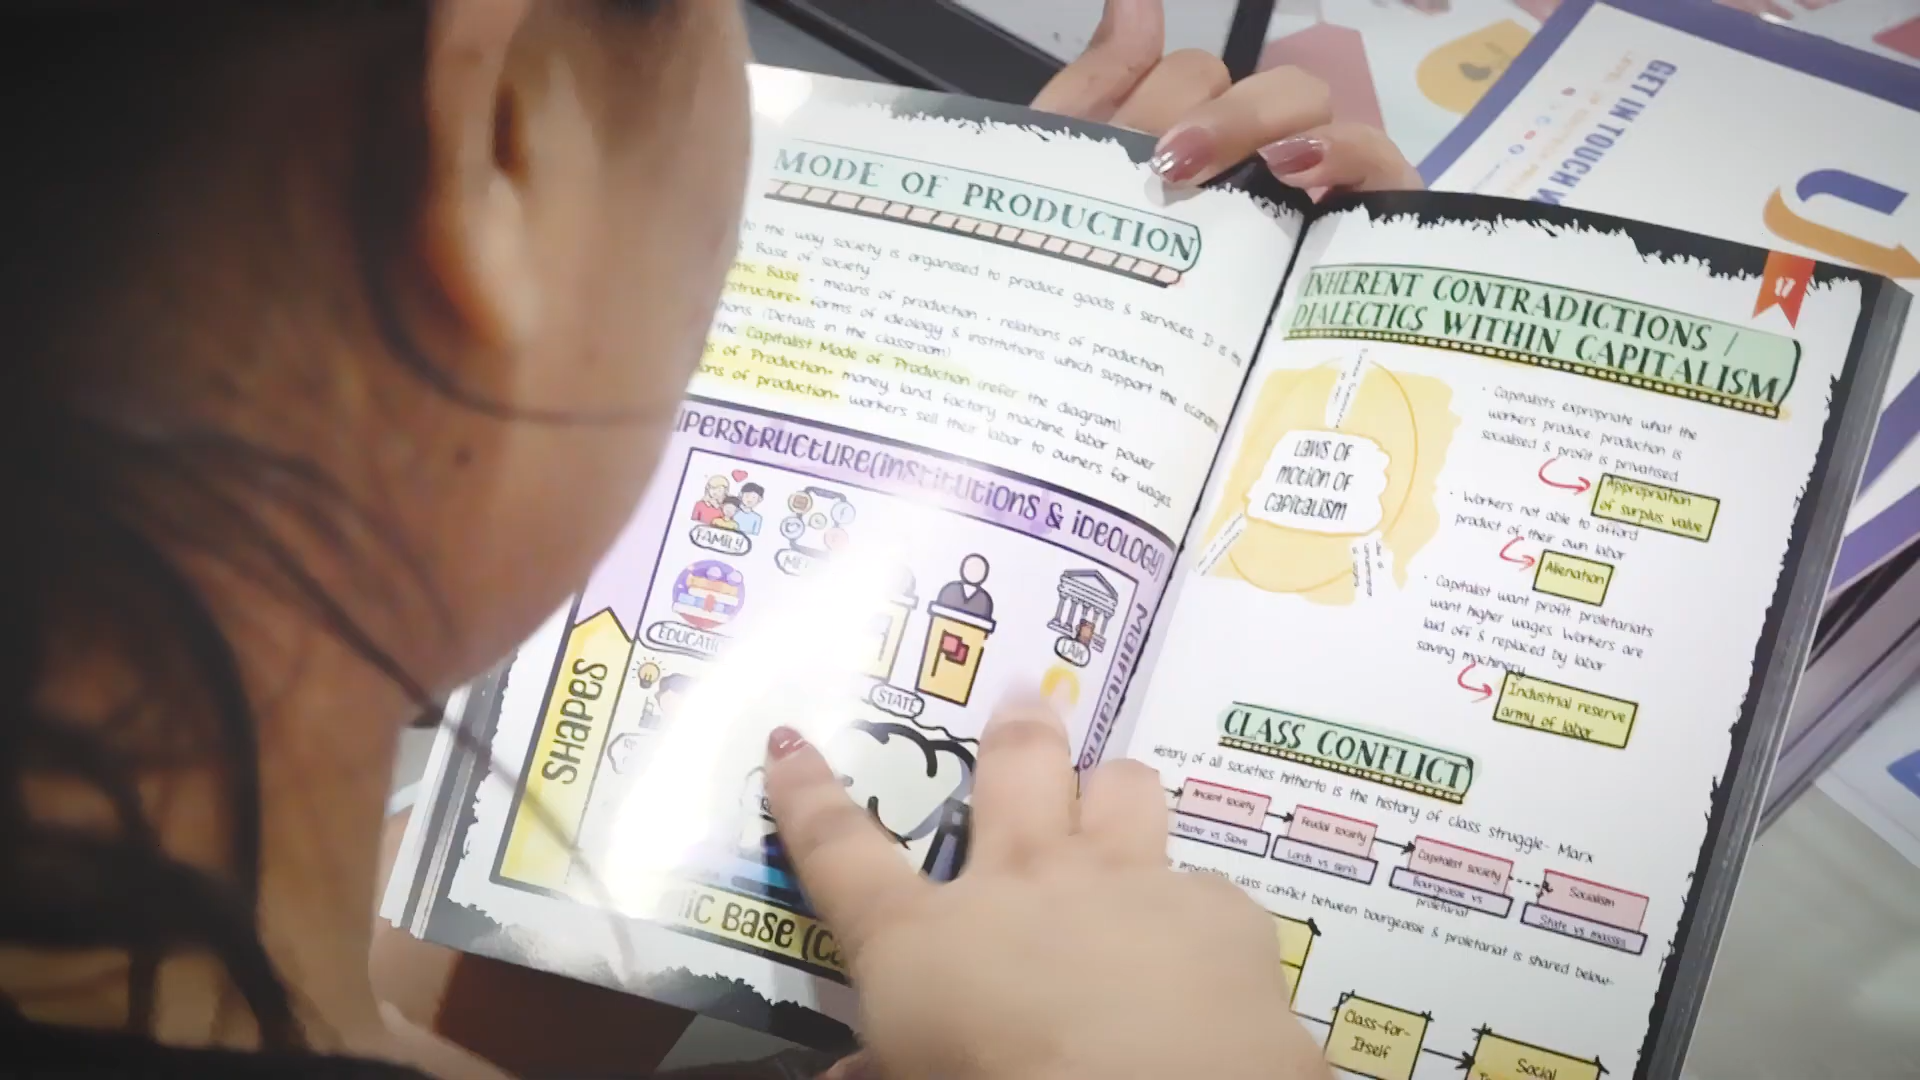 MODE OF PRODUCTION
to the way society is organised to produce goods & services. It is the
Base of society
Base - means of production + relations of production
forms of ideology & institutions which support the economic
(Details in the classroom)
the Capitalist Mode of Production (refer the diagram)
of Production= money, land, factory, machine, labor power
of production= workers sell their labor to owners for wages
(institutions & ideology)
FAMILY
STATE
LAW
SHAPES
Base
17
INHERENT CONTRADICTIONS /
DIALECTICS WITHIN CAPITALISM
Laws of
motion of
capitalism
• Capitalists expropriate what the
workers produce production is
socialised & profit is privatised
Appropriation
of surplus value
• Workers not able to afford
product of their own labor
Alienation
• Capitalist want profit, proletariats
want higher wages. Workers are
laid off & replaced by labor
saving machinery
Industrial reserve
army of labor
CLASS CONFLICT
History of all societies hitherto is the history of class struggle- Marx
Ancient society
Feudal society
Capitalist society
Socialism
Master vs Slave
Lords vs serfs
Bourgeoisie vs
proletariat
State vs masses
class conflict between bourgeoisie & proletariat is shared below-
Class-for-
Itself
Social
GET IN TOUCH